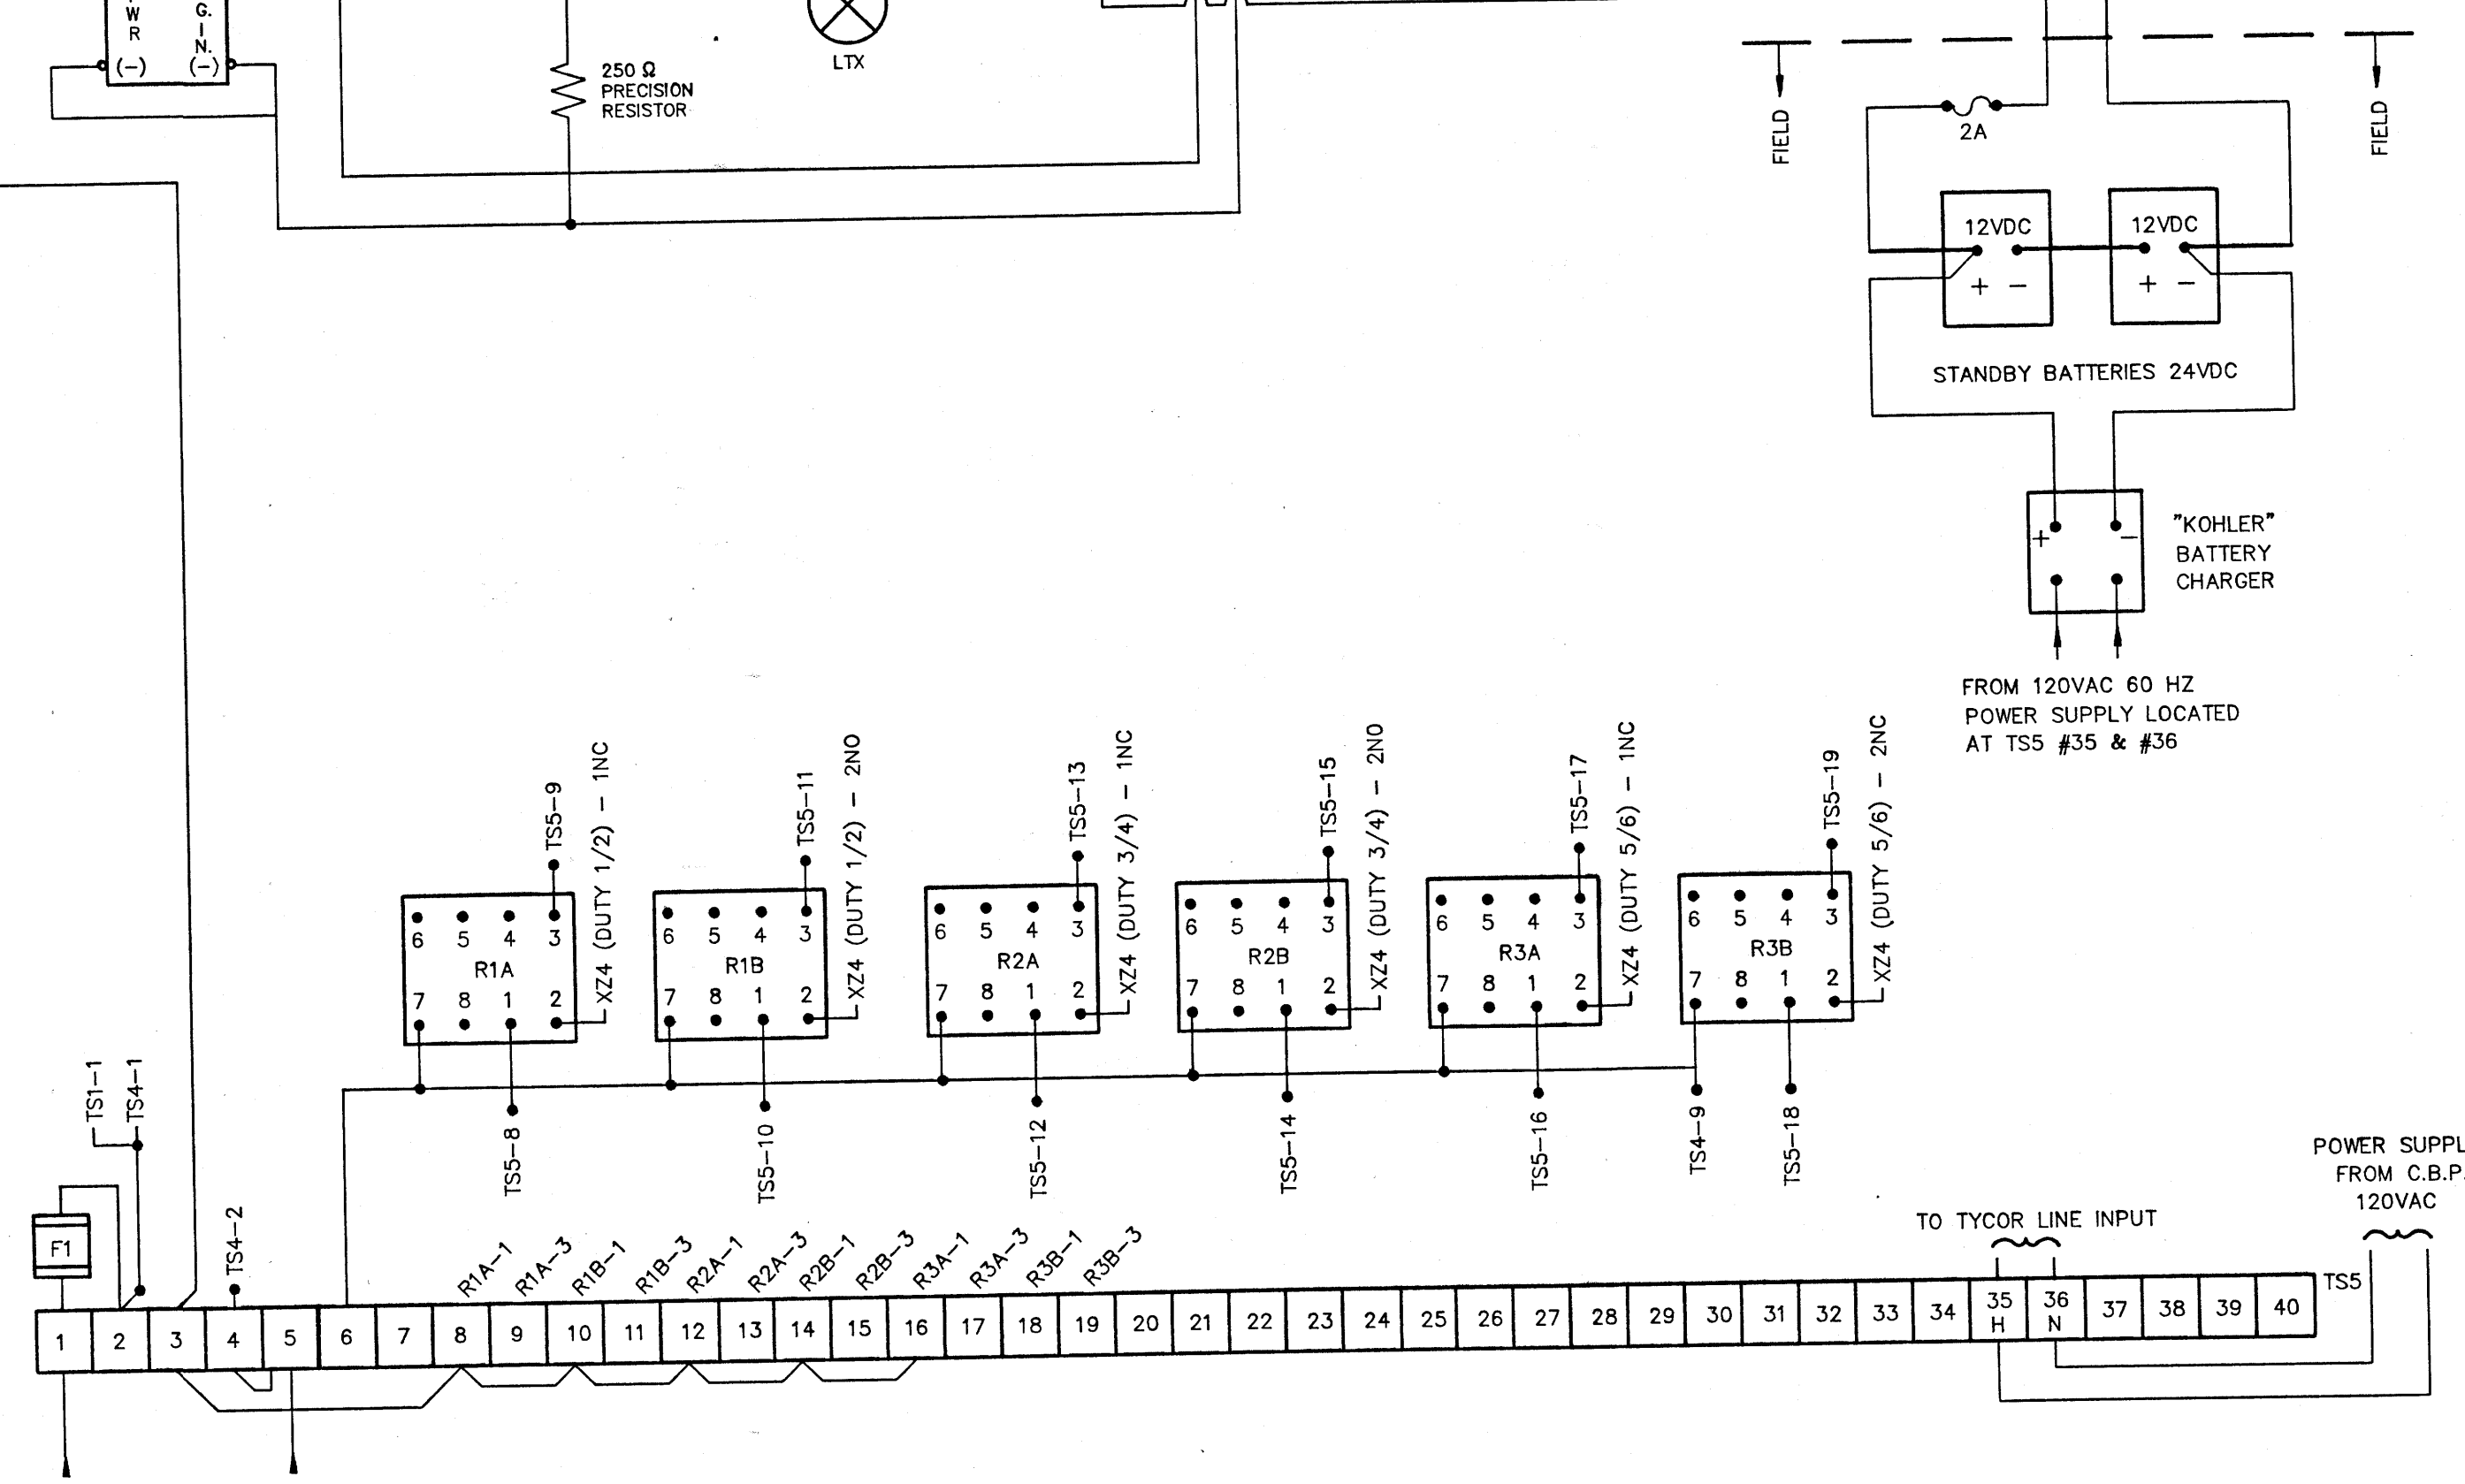 W
R
(-)
G.
I
N.
(-)
250 Ω
PRECISION
RESISTOR
LTX
FIELD
FIELD
2A
12VDC
+ -
12VDC
+ -
STANDBY BATTERIES 24VDC
+
-
"KOHLER"
BATTERY
CHARGER
FROM 120VAC 60 HZ
POWER SUPPLY LOCATED
AT TS5 #35 & #36
TS5-9
XZ4 (DUTY 1/2) - 1NC
TS5-11
XZ4 (DUTY 1/2) - 2NO
TS5-13
XZ4 (DUTY 3/4) - 1NC
TS5-15
XZ4 (DUTY 3/4) - 2NO
TS5-17
XZ4 (DUTY 5/6) - 1NC
TS5-19
XZ4 (DUTY 5/6) - 2NC
6 5 4 3
R1A
7 8 1 2
6 5 4 3
R1B
7 8 1 2
6 5 4 3
R2A
7 8 1 2
6 5 4 3
R2B
7 8 1 2
6 5 4 3
R3A
7 8 1 2
6 5 4 3
R3B
7 8 1 2
TS1-1
TS4-1
TS5-8
TS5-10
TS5-12
TS5-14
TS5-16
TS4-9
TS5-18
POWER SUPPL
FROM C.B.P.
120VAC
TO TYCOR LINE INPUT
F1
TS4-2
R1A-1
R1A-3
R1B-1
R1B-3
R2A-1
R2A-3
R2B-1
R2B-3
R3A-1
R3A-3
R3B-1
R3B-3
TS5
1 2 3 4 5 6 7 8 9 10 11 12 13 14 15 16 17 18 19 20 21 22 23 24 25 26 27 28 29 30 31 32 33 34 35 36 37 38 39 40
H N